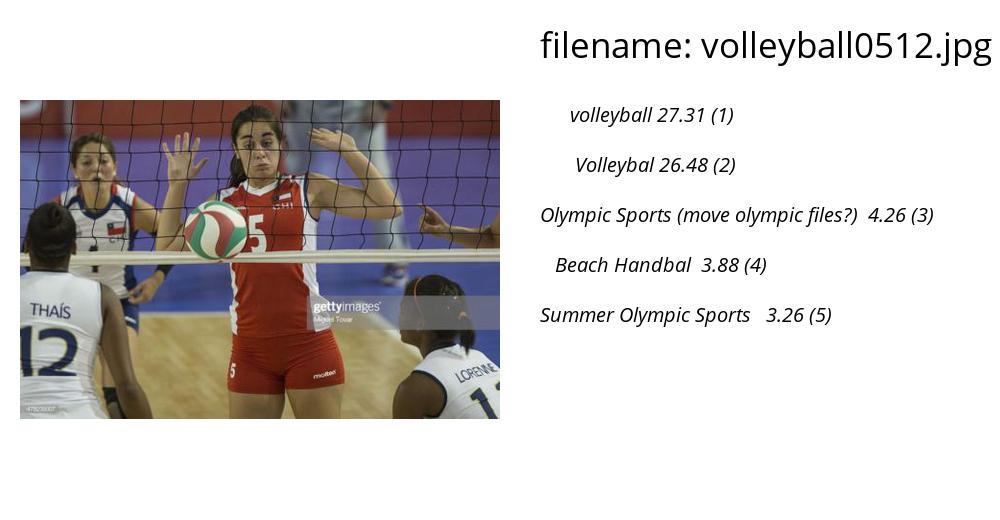 filename: volleyball0512.jpg
volleyball 27.31 (1)
Volleybal 26.48 (2)
Olympic Sports (move olympic files?) 4.26 (3)
Beach Handbal 3.88 (4)
Summer Olympic Sports 3.26 (5)
CHI
5
1
THAÍS
12
gettyimages®
Miguel Tovar
5
molten
LORENNE